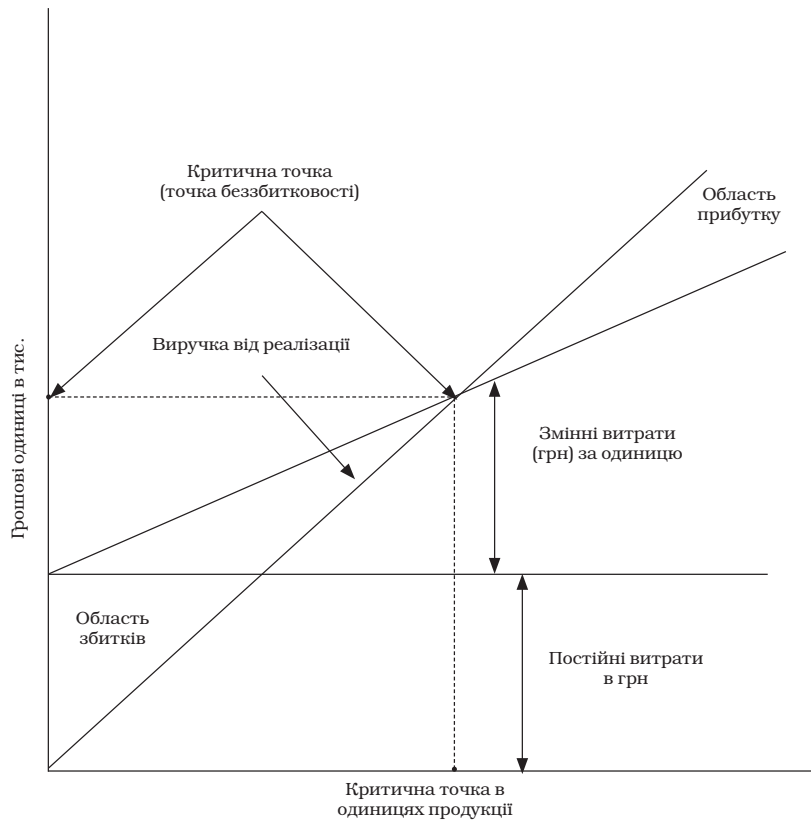 Критична точка
(точка беззбитковості)
Область
прибутку
Виручка від реалізації
Грошові одиниці в тис.
Змінні витрати
(грн) за одиницю
Область
збитків
Постійні витрати
в грн
Критична точка в
одиницях продукції